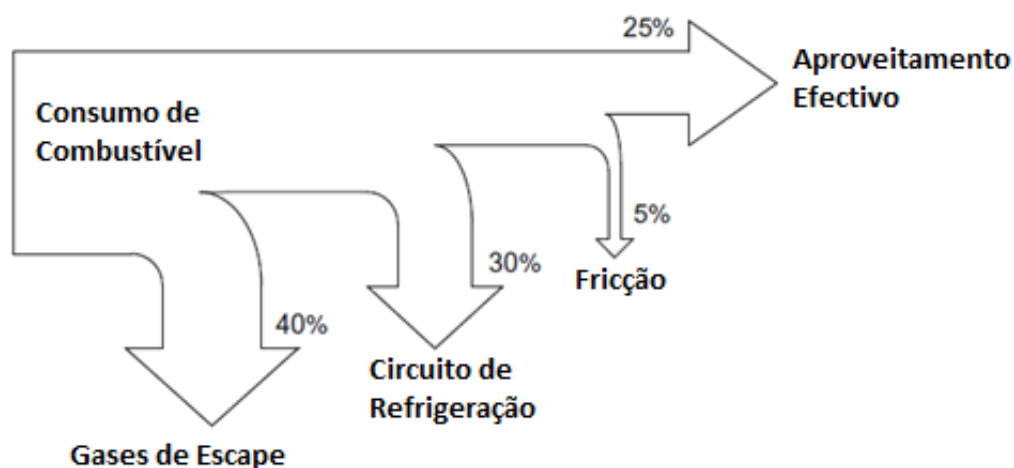 25%
Aproveitamento
Efectivo
Consumo de
Combustível
5%
Fricção
30%
40%
Circuito de
Refrigeração
Gases de Escape